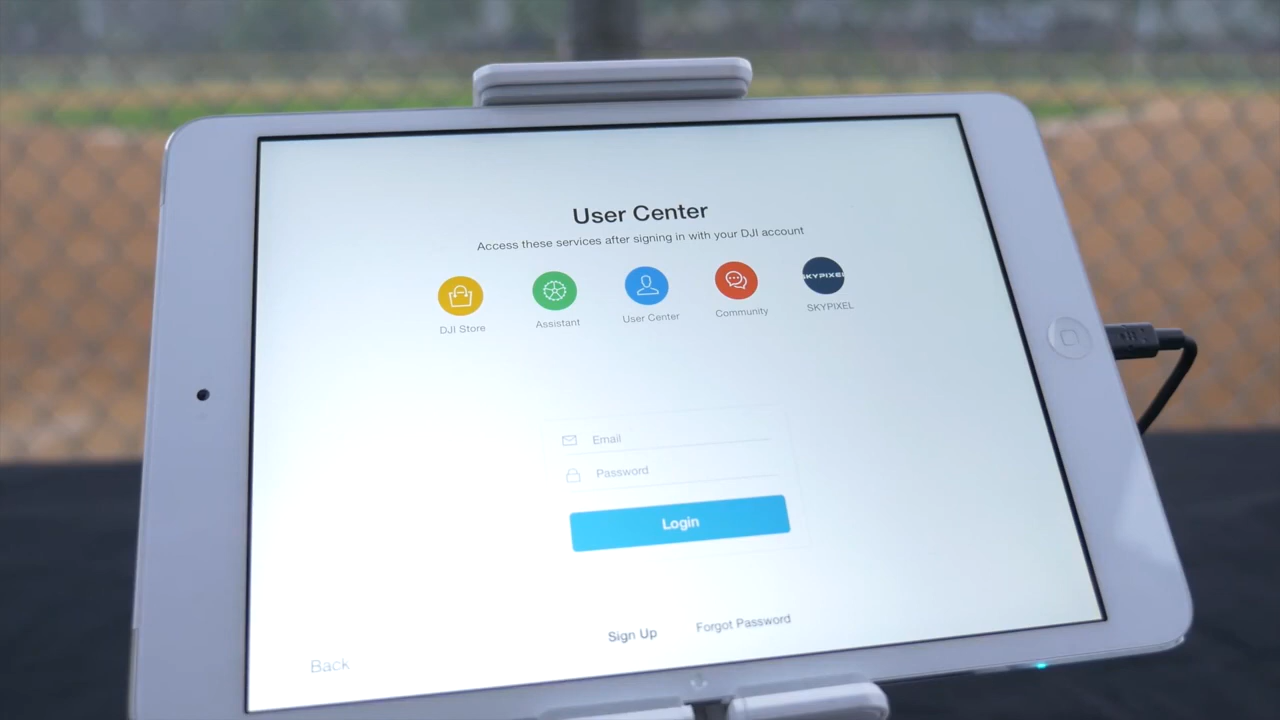 User Center
Access these services after signing in with your DJI account
SKYPIXEL
DJI Store
Assistant
User Center
Community
SKYPIXEL
Email
Password
Login
Sign Up
Forgot Password
Back